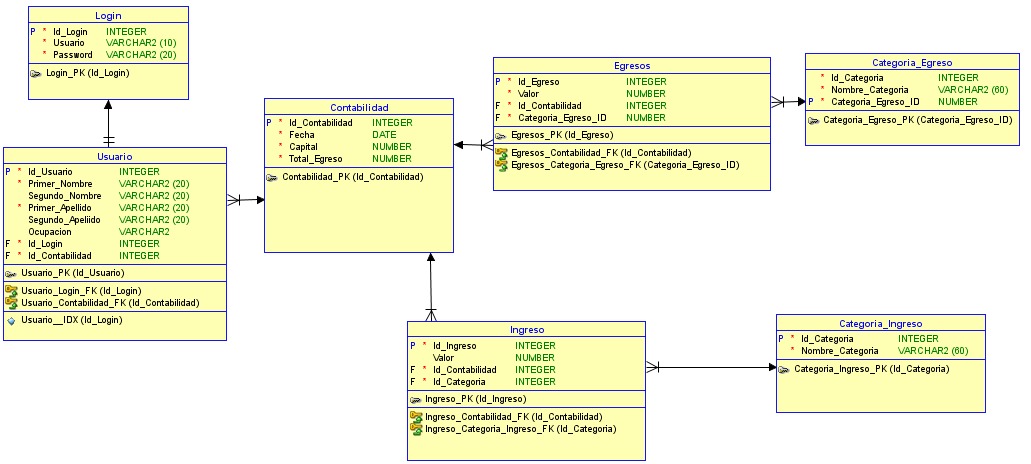 Login
P * Id_Login INTEGER
* Usuario VARCHAR2 (10)
* Password VARCHAR2 (20)
Login_PK (Id_Login)
Usuario
P * Id_Usuario INTEGER
* Primer_Nombre VARCHAR2 (20)
Segundo_Nombre VARCHAR2 (20)
* Primer_Apellido VARCHAR2 (20)
Segundo_Apeliido VARCHAR2 (20)
Ocupacion VARCHAR2
F * Id_Login INTEGER
F * Id_Contabilidad INTEGER
Usuario_PK (Id_Usuario)
Usuario_Login_FK (Id_Login)
Usuario_Contabilidad_FK (Id_Contabilidad)
Usuario__IDX (Id_Login)
Contabilidad
P * Id_Contabilidad INTEGER
* Fecha DATE
* Capital NUMBER
* Total_Egreso NUMBER
Contabilidad_PK (Id_Contabilidad)
Egresos
P * Id_Egreso INTEGER
* Valor NUMBER
F * Id_Contabilidad INTEGER
F * Categoria_Egreso_ID NUMBER
Egresos_PK (Id_Egreso)
Egresos_Contabilidad_FK (Id_Contabilidad)
Egresos_Categoria_Egreso_FK (Categoria_Egreso_ID)
Categoria_Egreso
* Id_Categoria INTEGER
* Nombre_Categoria VARCHAR2 (60)
P * Categoria_Egreso_ID NUMBER
Categoria_Egreso_PK (Categoria_Egreso_ID)
Ingreso
P * Id_Ingreso INTEGER
Valor NUMBER
F * Id_Contabilidad INTEGER
F * Id_Categoria INTEGER
Ingreso_PK (Id_Ingreso)
Ingreso_Contabilidad_FK (Id_Contabilidad)
Ingreso_Categoria_Ingreso_FK (Id_Categoria)
Categoria_Ingreso
P * Id_Categoria INTEGER
* Nombre_Categoria VARCHAR2 (60)
Categoria_Ingreso_PK (Id_Categoria)